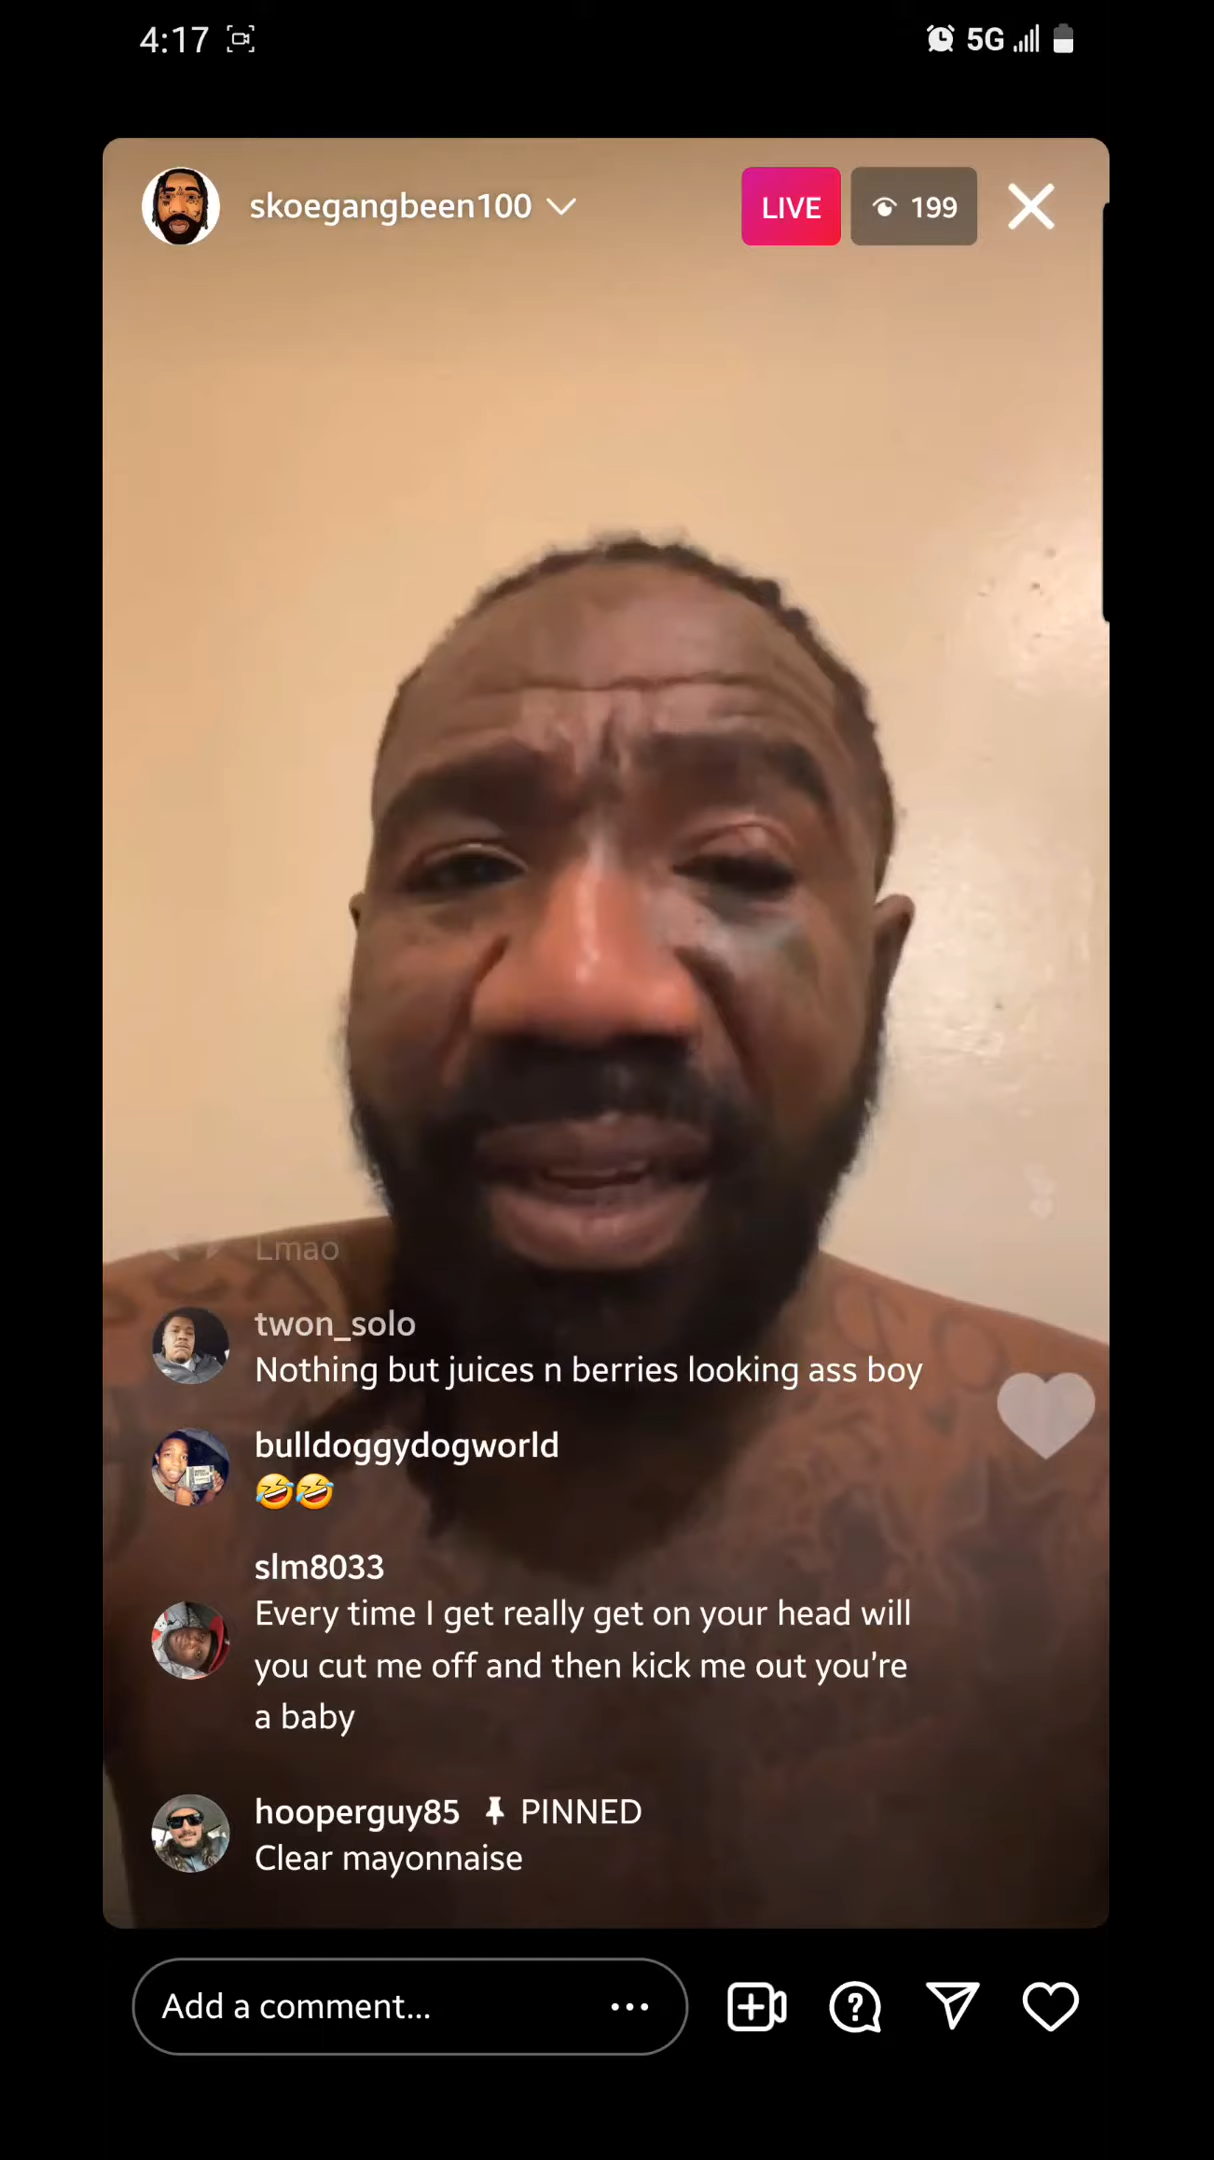 4:17 5G
skoegangbeen100 LIVE 199
Lmao
twon_solo
Nothing but juices n berries looking ass boy
bulldoggydogworld
🤣🤣
slm8033
Every time I get really get on your head will
you cut me off and then kick me out you're
a baby
hooperguy85 PINNED
Clear mayonnaise
Add a comment...